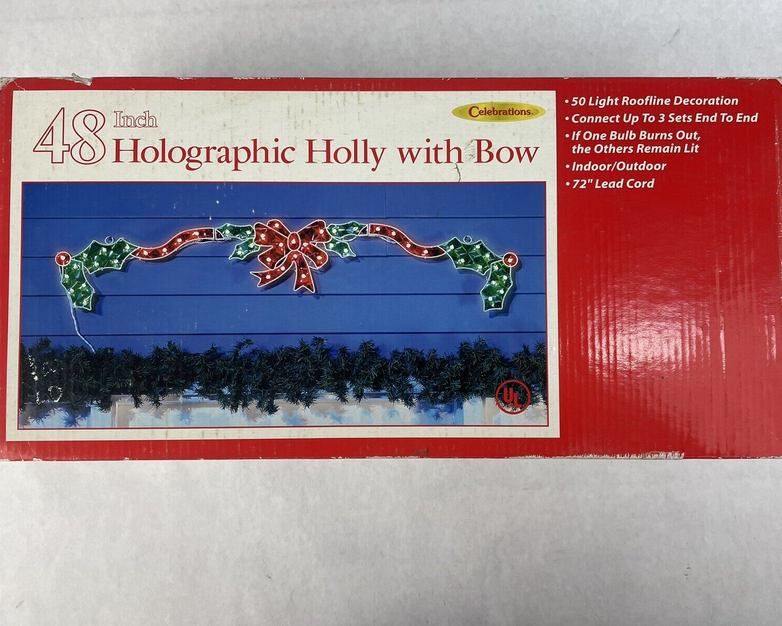 48 Inch
Holographic Holly with Bow
Celebrations.
• 50 Light Roofline Decoration
• Connect Up To 3 Sets End To End
• If One Bulb Burns Out,
the Others Remain Lit
• Indoor/Outdoor
• 72" Lead Cord
UL